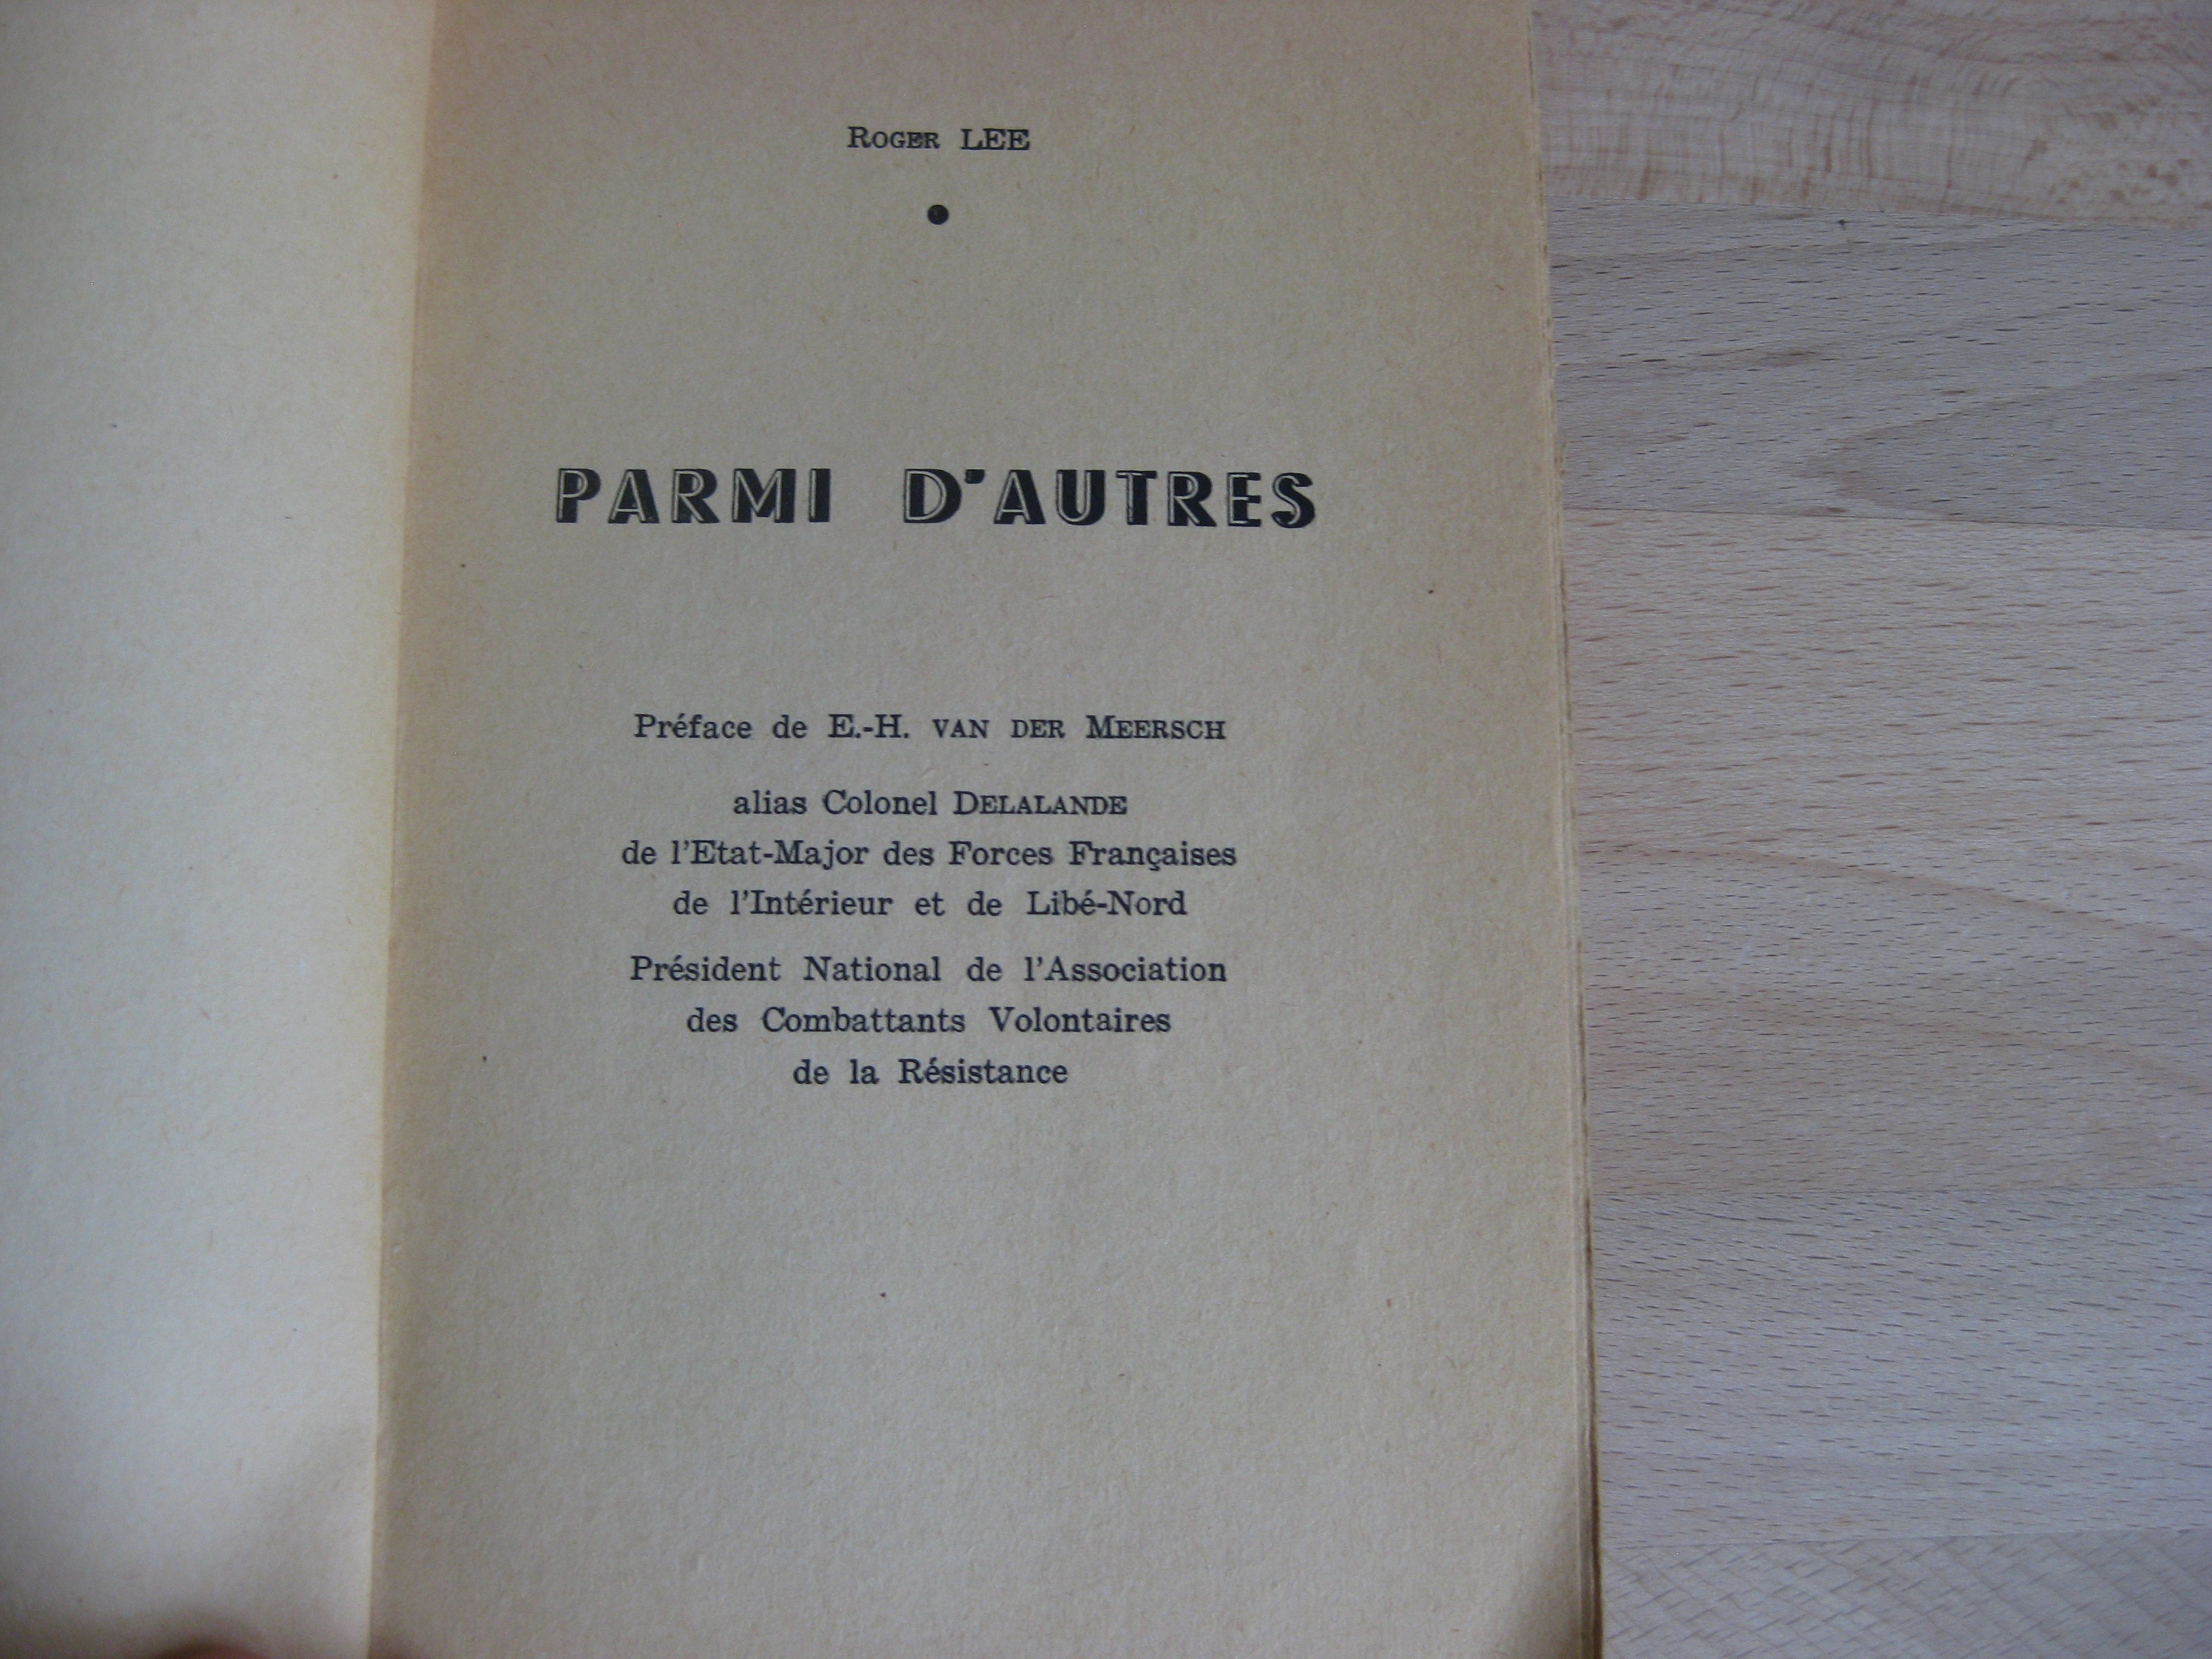 Roger LEE
PARMI D'AUTRES
Préface de E.-H. van der Meersch
alias Colonel Delalande
de l'Etat-Major des Forces Françaises
de l'Intérieur et de Libé-Nord
Président National de l'Association
des Combattants Volontaires
de la Résistance